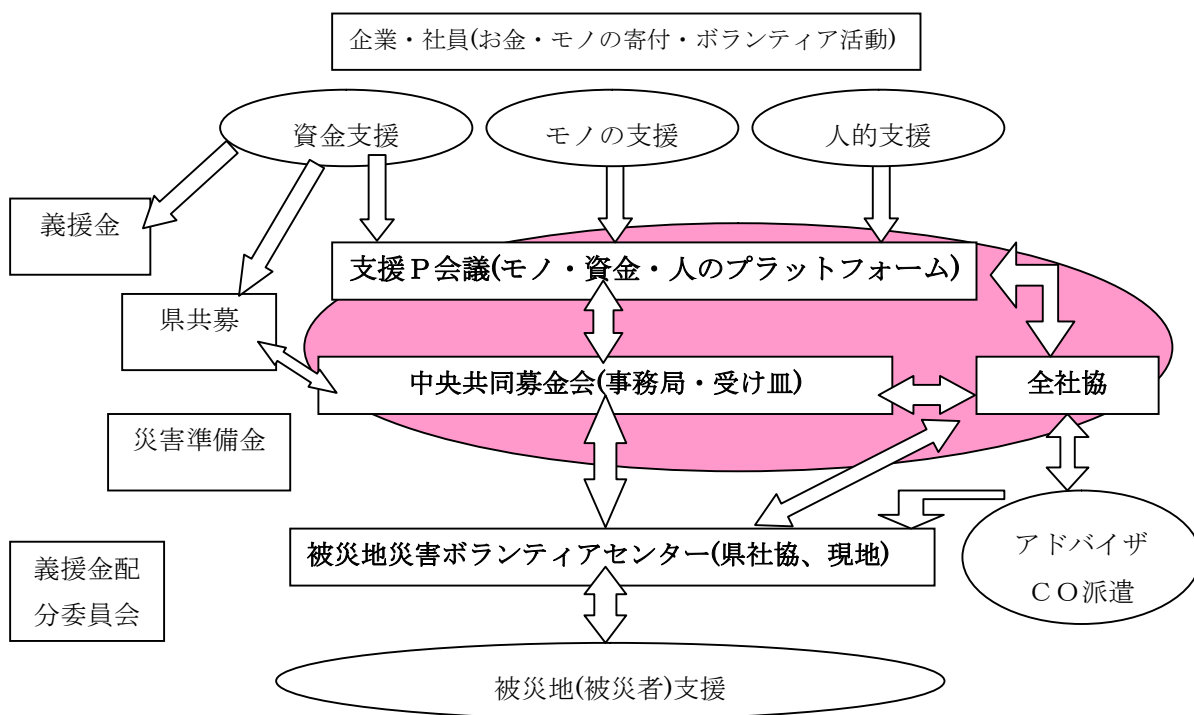 企業・社員(お金・モノの寄付・ボランティア活動)
資金支援
モノの支援
人的支援
義援金
支援Ｐ会議(モノ・資金・人のプラットフォーム)
県共募
中央共同募金会(事務局・受け皿)
全社協
災害準備金
被災地災害ボランティアセンター(県社協、現地)
アドバイザ
ＣＯ派遣
義援金配
分委員会
被災地(被災者)支援